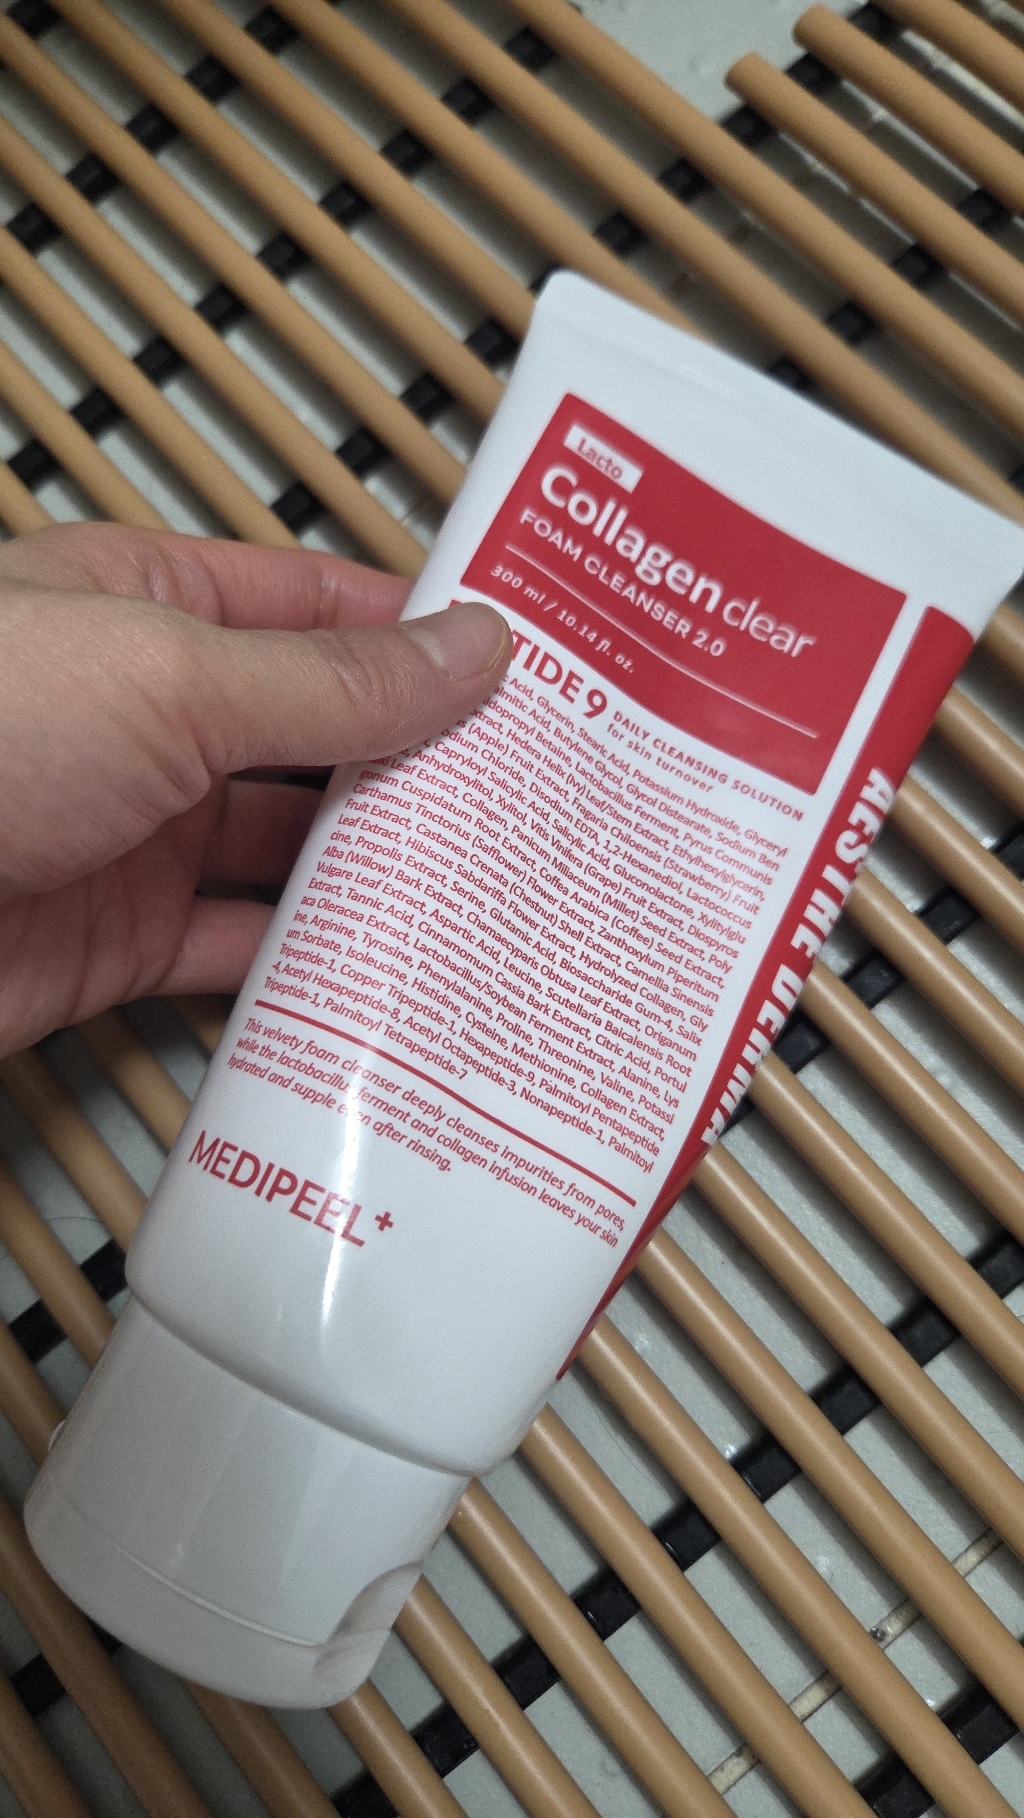 Lacto
Collagen clear
FOAM CLEANSER 2.0
300 ml / 10.14 fl. oz.
TIDE 9 DAILY CLEANSING SOLUTION
for skin turnover
Acid, Glycerin, Stearic Acid, Potassium Hydroxide, Glyceryl
almitic Acid, Butylene Glycol, Glycol Distearate, Sodium Ben
idopropyl Betaine, Lactobacillus Ferment, Pyrus Communis
xtract, Hedera Helix (Ivy) Leaf/Stem Extract, Ethylhexylglycerin,
(Apple) Fruit Extract, Fragaria Chiloensis (Strawberry) Fruit
odium Chloride, Disodium EDTA, 1,2-Hexanediol, Lactococcus
Capryloyl Salicylic Acid, Salicylic Acid, Gluconolactone, Xylitylglu
Anhydroxylitol, Xylitol, Vitis Vinifera (Grape) Fruit Extract, Diospyros
Leaf Extract, Collagen, Panicum Miliaceum (Millet) Seed Extract, Poly
gonum Cuspidatum Root Extract, Coffea Arabica (Coffee) Seed Extract,
Carthamus Tinctorius (Safflower) Flower Extract, Zanthoxylum Piperitum
Fruit Extract, Castanea Crenata (Chestnut) Shell Extract, Camellia Sinensis
Leaf Extract, Hibiscus Sabdariffa Flower Extract, Hydrolyzed Collagen, Gly
cine, Propolis Extract, Serine, Glutamic Acid, Biosaccharide Gum-4, Salix
Alba (Willow) Bark Extract, Chamaecyparis Obtusa Leaf Extract, Origanum
Vulgare Leaf Extract, Aspartic Acid, Leucine, Scutellaria Baicalensis Root
Extract, Tannic Acid, Cinnamomum Cassia Bark Extract, Citric Acid, Portul
aca Oleracea Extract, Lactobacillus/Soybean Ferment Extract, Alanine, Lys
ine, Arginine, Tyrosine, Phenylalanine, Proline, Threonine, Valine, Potassi
um Sorbate, Isoleucine, Histidine, Cysteine, Methionine, Collagen Extract,
Tripeptide-1, Copper Tripeptide-1, Hexapeptide-9, Palmitoyl Pentapeptide
-4, Acetyl Hexapeptide-8, Acetyl Octapeptide-3, Nonapeptide-1, Palmitoyl
Tripeptide-1, Palmitoyl Tetrapeptide-7
This velvety foam cleanser deeply cleanses impurities from pores,
while the lactobacillus ferment and collagen infusion leaves your skin
hydrated and supple even after rinsing.
MEDIPEEL+
AESTHE DERMA